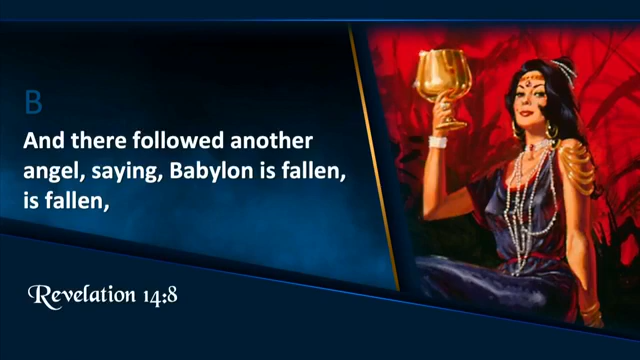 B
And there followed another
angel, saying, Babylon is fallen,
is fallen,
Revelation 14:8